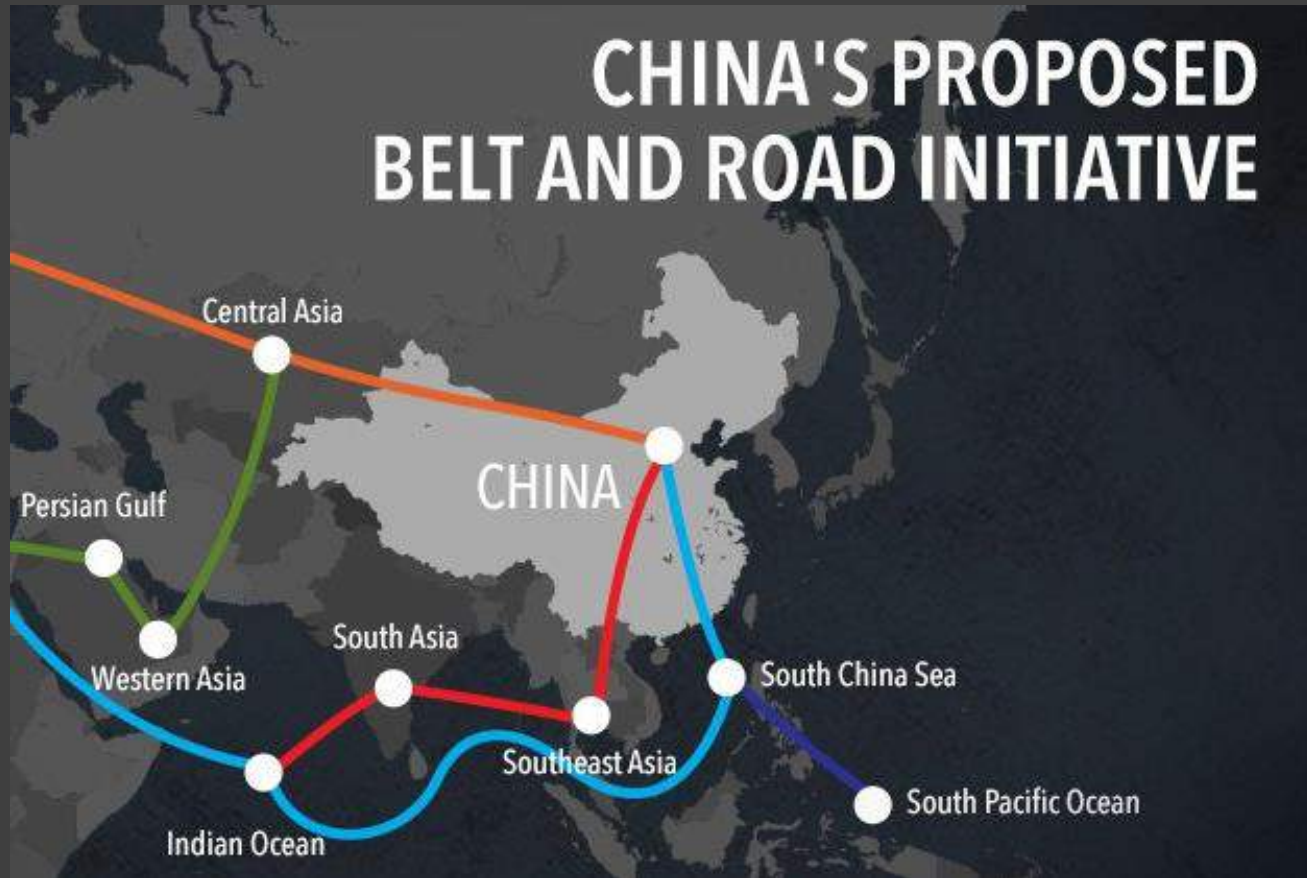 CHINA'S PROPOSED
BELT AND ROAD INITIATIVE
Central Asia
CHINA
Persian Gulf
South Asia
Western Asia
South China Sea
Southeast Asia
South Pacific Ocean
Indian Ocean